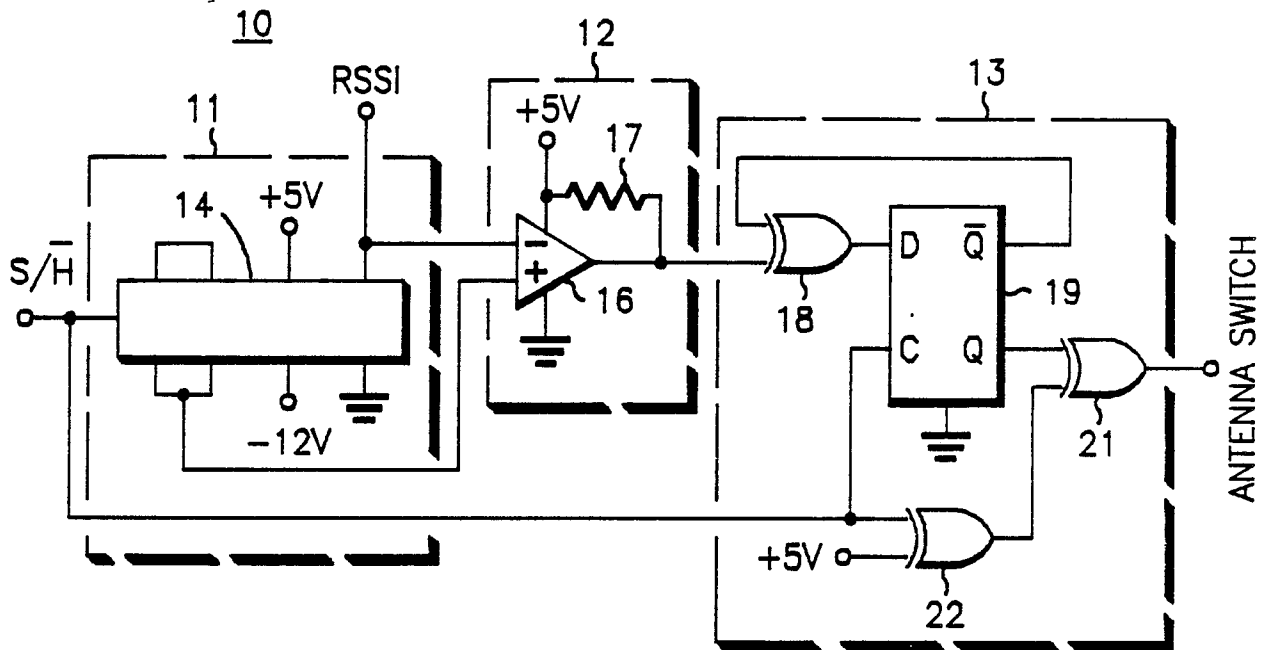 10
12
13
RSSI
11
+5V
17
14
+5V
S/H̅
−
+
16
18
D
Q̅
19
C
Q
−12V
21
+5V
22
ANTENNA SWITCH